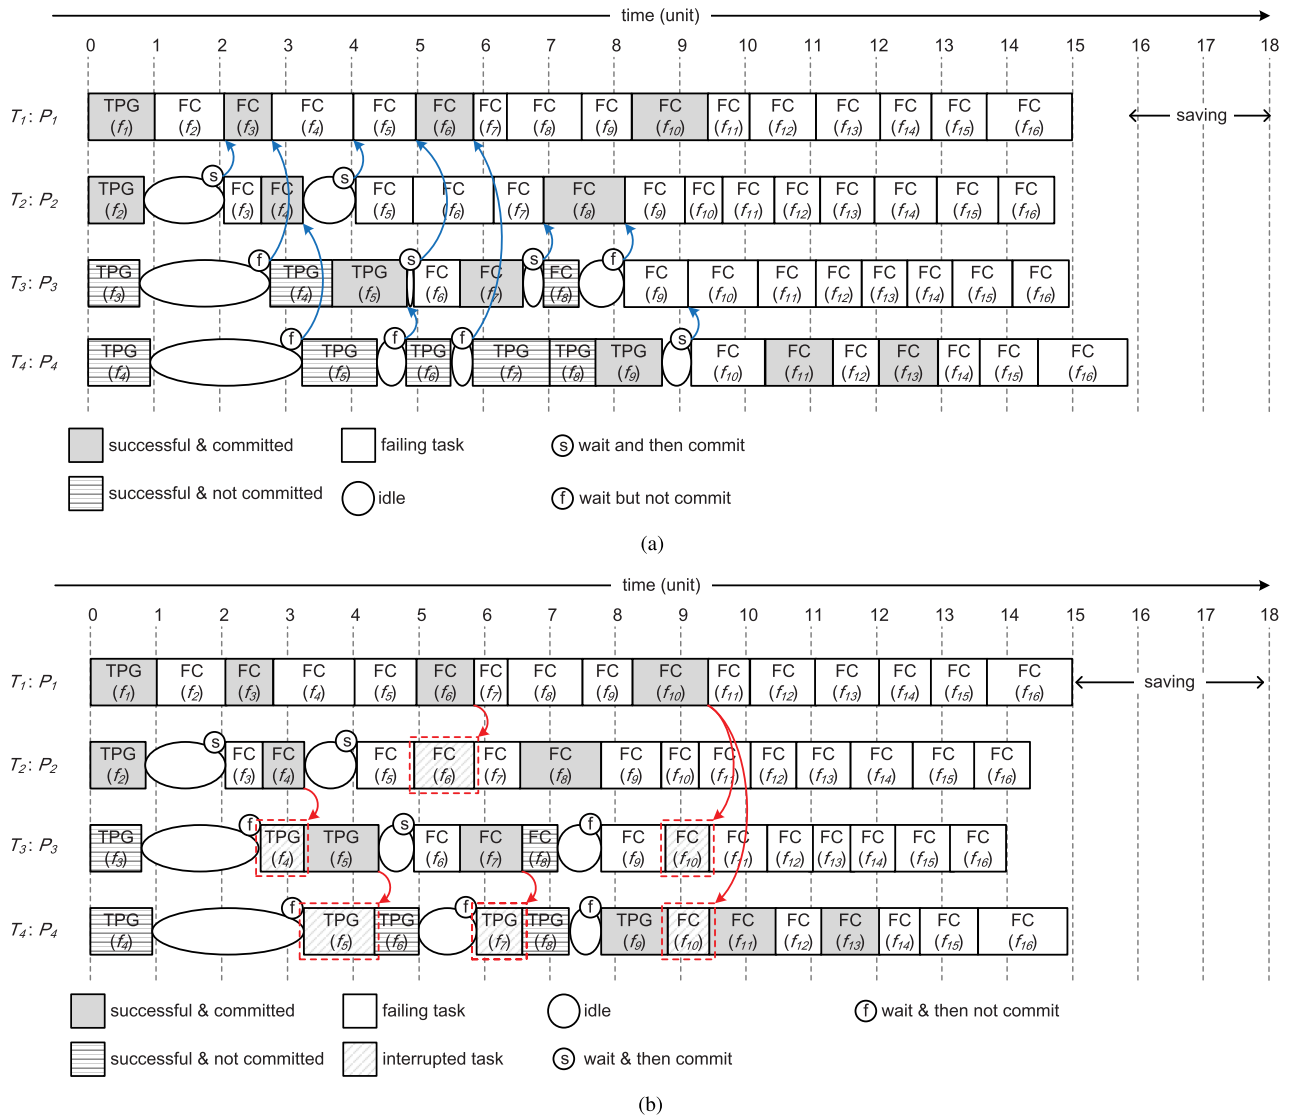 time (unit)
0 1 2 3 4 5 6 7 8 9 10 11 12 13 14 15 16 17 18
T1: P1 TPG (f1) FC (f2) FC (f3) FC (f4) FC (f5) FC (f6) FC (f7) FC (f8) FC (f9) FC (f10) FC (f11) FC (f12) FC (f13) FC (f14) FC (f15) FC (f16) saving
s s
T2: P2 TPG (f2) FC (f3) FC (f4) FC (f5) FC (f6) FC (f7) FC (f8) FC (f9) FC (f10) FC (f11) FC (f12) FC (f13) FC (f14) FC (f15) FC (f16)
f s s f
T3: P3 TPG (f3) TPG (f4) TPG (f5) FC (f6) FC (f7) FC (f8) FC (f9) FC (f10) FC (f11) FC (f12) FC (f13) FC (f14) FC (f15) FC (f16)
f f f s
T4: P4 TPG (f4) TPG (f5) TPG (f6) TPG (f7) TPG (f8) TPG (f9) FC (f10) FC (f11) FC (f12) FC (f13) FC (f14) FC (f15) FC (f16)
successful & committed failing task s wait and then commit
successful & not committed idle f wait but not commit
(a)
time (unit)
0 1 2 3 4 5 6 7 8 9 10 11 12 13 14 15 16 17 18
T1: P1 TPG (f1) FC (f2) FC (f3) FC (f4) FC (f5) FC (f6) FC (f7) FC (f8) FC (f9) FC (f10) FC (f11) FC (f12) FC (f13) FC (f14) FC (f15) FC (f16) saving
s s
T2: P2 TPG (f2) FC (f3) FC (f4) FC (f5) FC (f6) FC (f7) FC (f8) FC (f9) FC (f10) FC (f11) FC (f12) FC (f13) FC (f14) FC (f15) FC (f16)
f s f
T3: P3 TPG (f3) TPG (f4) TPG (f5) FC (f6) FC (f7) FC (f8) FC (f9) FC (f10) FC (f11) FC (f12) FC (f13) FC (f14) FC (f15) FC (f16)
f f f
T4: P4 TPG (f4) TPG (f5) TPG (f6) TPG (f7) TPG (f8) TPG (f9) FC (f10) FC (f11) FC (f12) FC (f13) FC (f14) FC (f15) FC (f16)
successful & committed failing task idle f wait & then not commit
successful & not committed interrupted task s wait & then commit
(b)